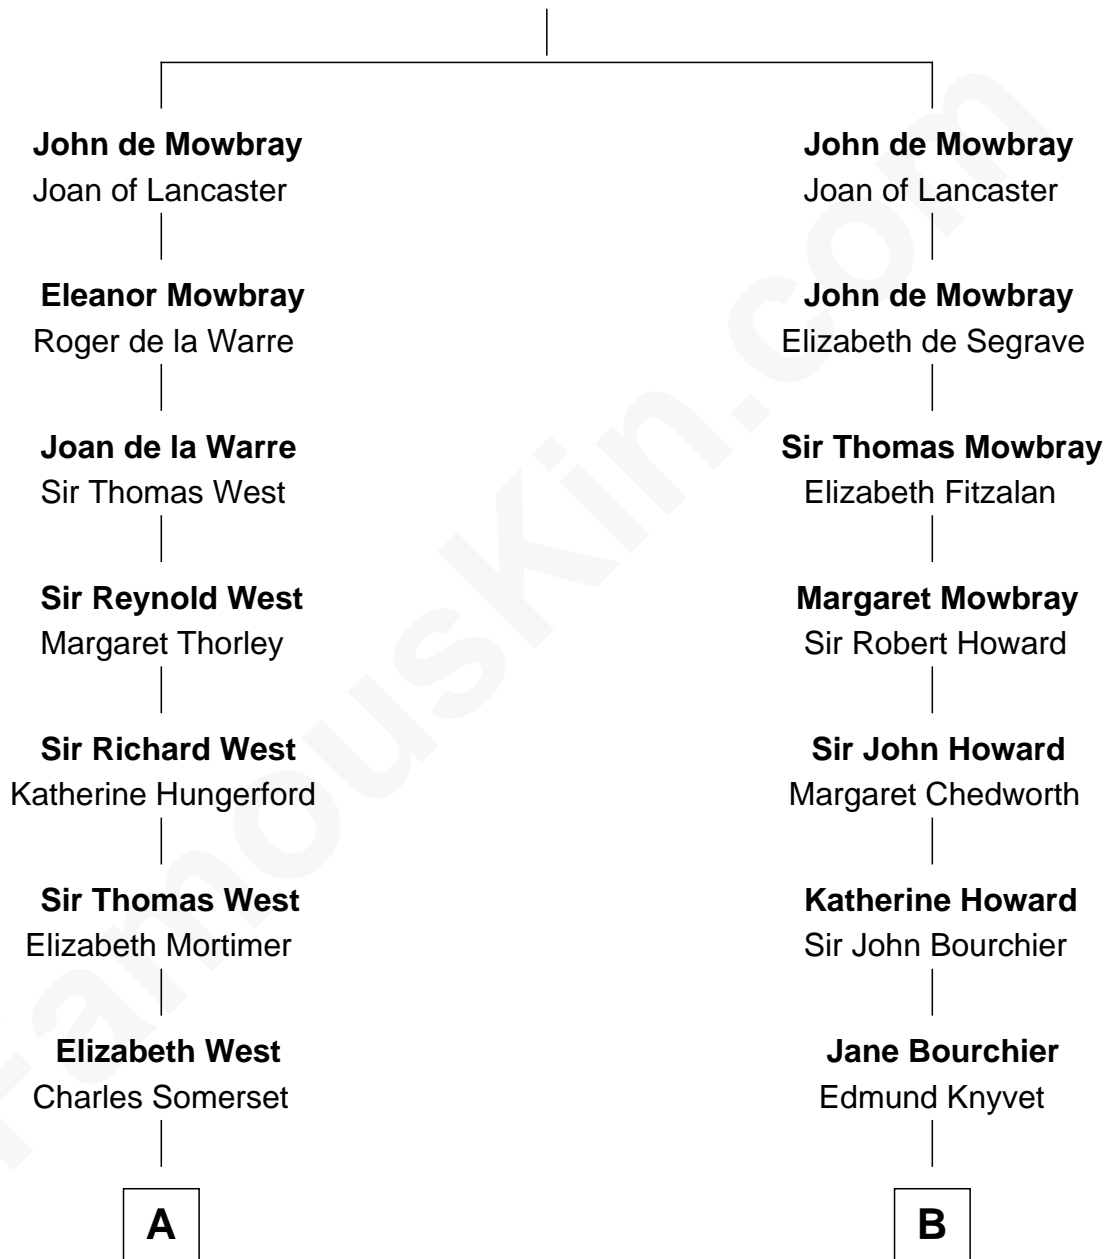 John de Mowbray
Joan of Lancaster
Eleanor Mowbray
Roger de la Warre
Joan de la Warre
Sir Thomas West
Sir Reynold West
Margaret Thorley
Sir Richard West
Katherine Hungerford
Sir Thomas West
Elizabeth Mortimer
Elizabeth West
Charles Somerset
A
John de Mowbray
Joan of Lancaster
John de Mowbray
Elizabeth de Segrave
Sir Thomas Mowbray
Elizabeth Fitzalan
Margaret Mowbray
Sir Robert Howard
Sir John Howard
Margaret Chedworth
Katherine Howard
Sir John Bourchier
Jane Bourchier
Edmund Knyvet
B
FamousKin.com